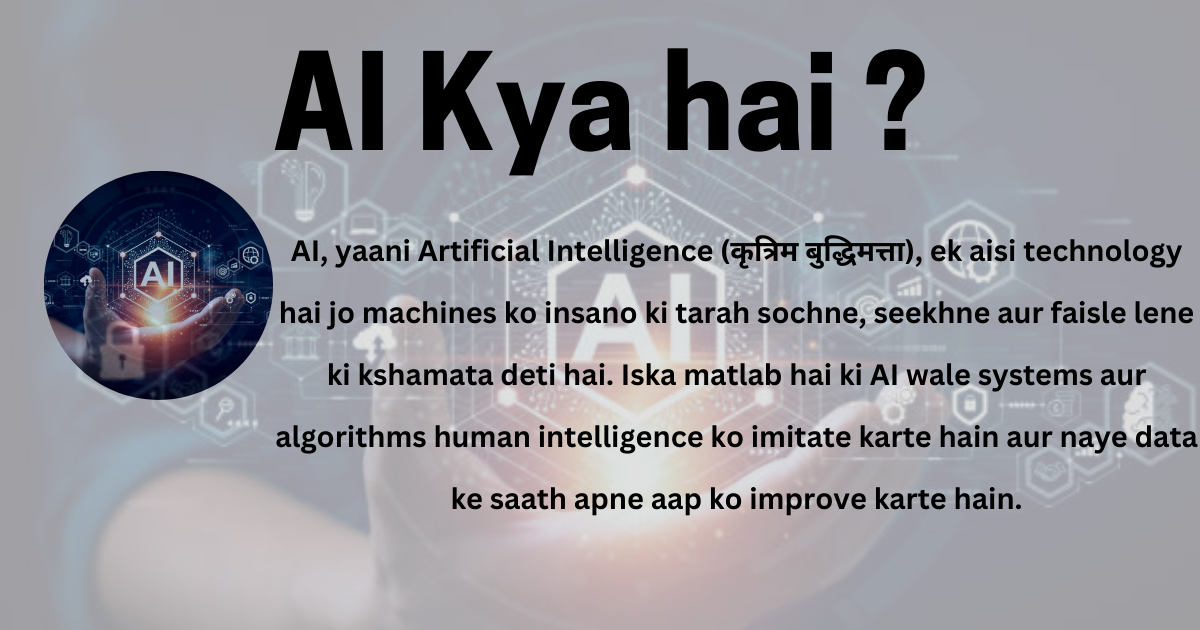 AI Kya hai ?
AI
AI, yaani Artificial Intelligence (कृत्रिम बुद्धिमत्ता), ek aisi technology
hai jo machines ko insano ki tarah sochne, seekhne aur faisle lene
ki kshamata deti hai. Iska matlab hai ki AI wale systems aur
algorithms human intelligence ko imitate karte hain aur naye data
ke saath apne aap ko improve karte hain.
AI